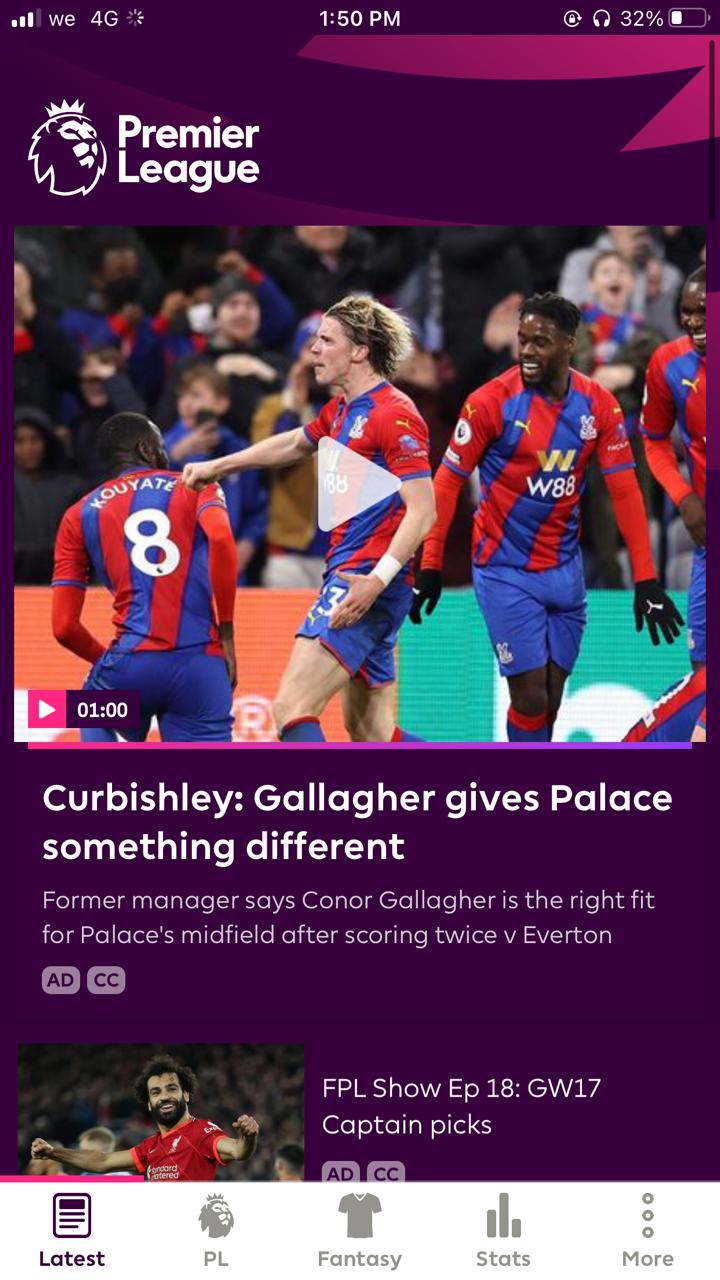 we 4G 1:50 PM 32%
Premier
League
KOUYATÉ
8
W88
W88
23
01:00
Curbishley: Gallagher gives Palace
something different
Former manager says Conor Gallagher is the right fit
for Palace's midfield after scoring twice v Everton
AD CC
FPL Show Ep 18: GW17
Captain picks
AD CC
Latest PL Fantasy Stats More